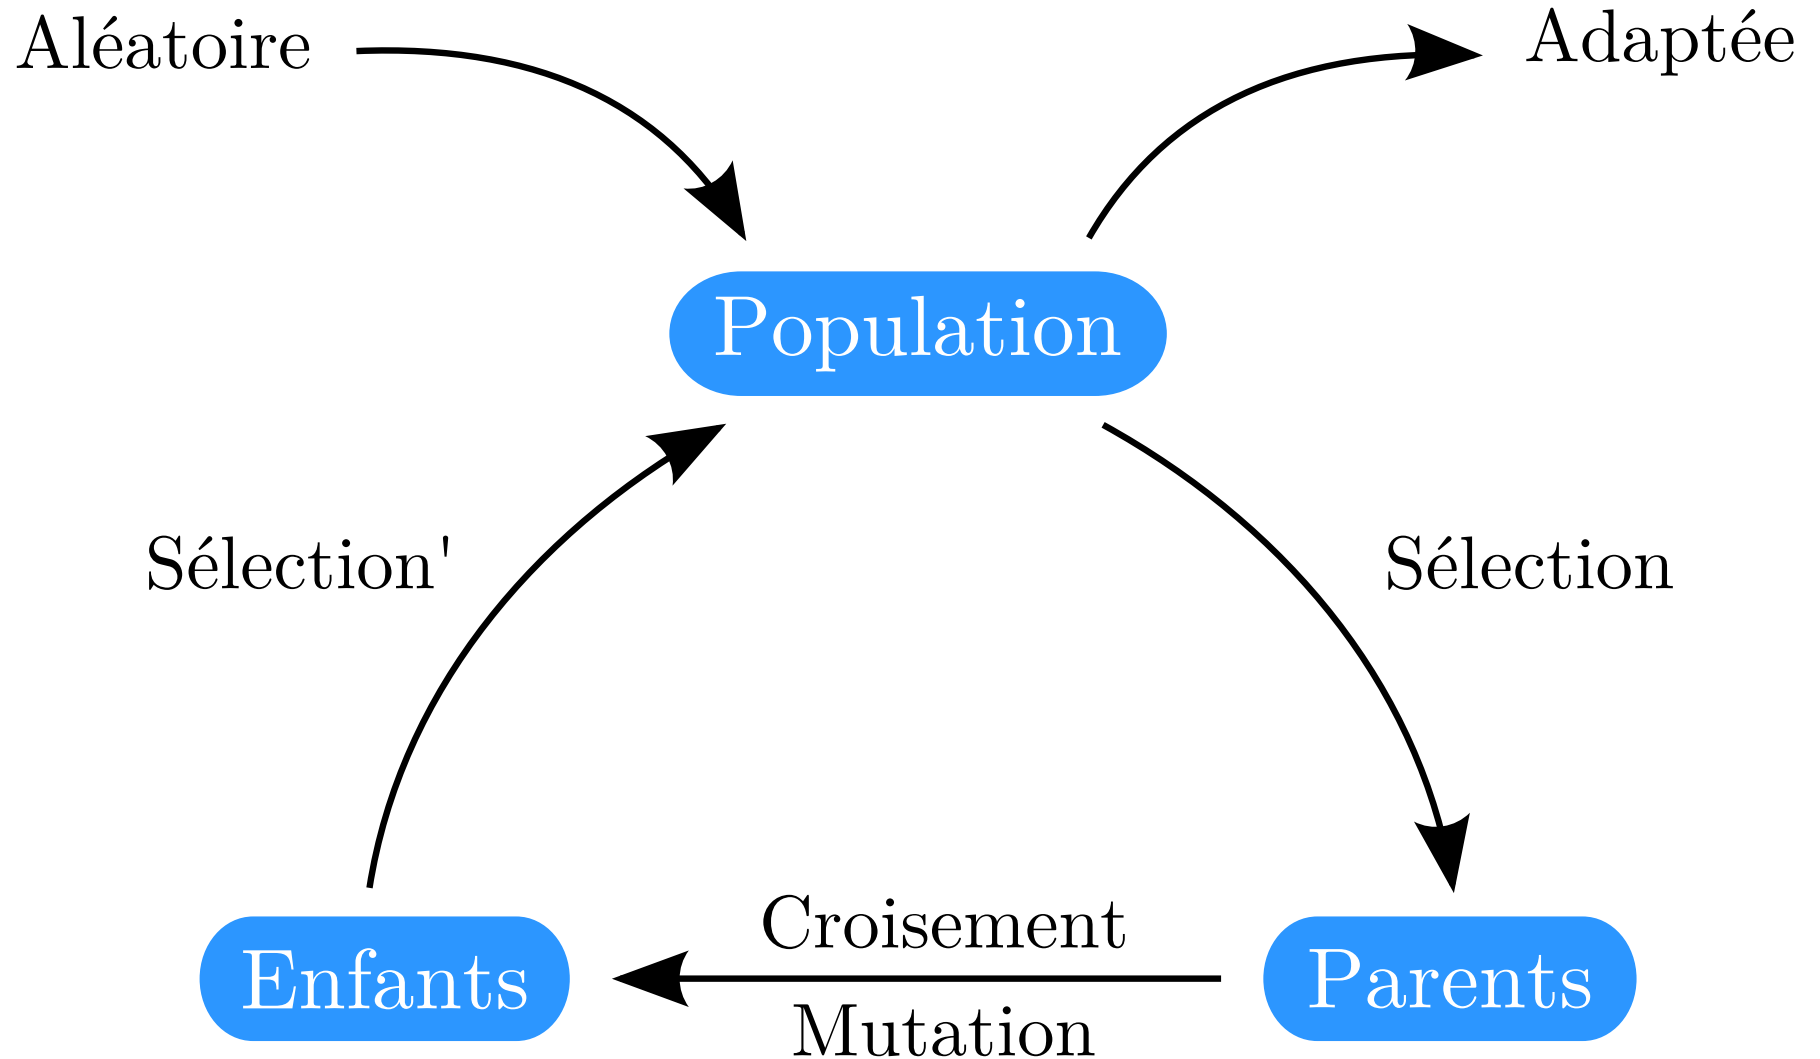 Aléatoire
Adaptée
Population
Sélection'
Sélection
Croisement
Enfants
Parents
Mutation